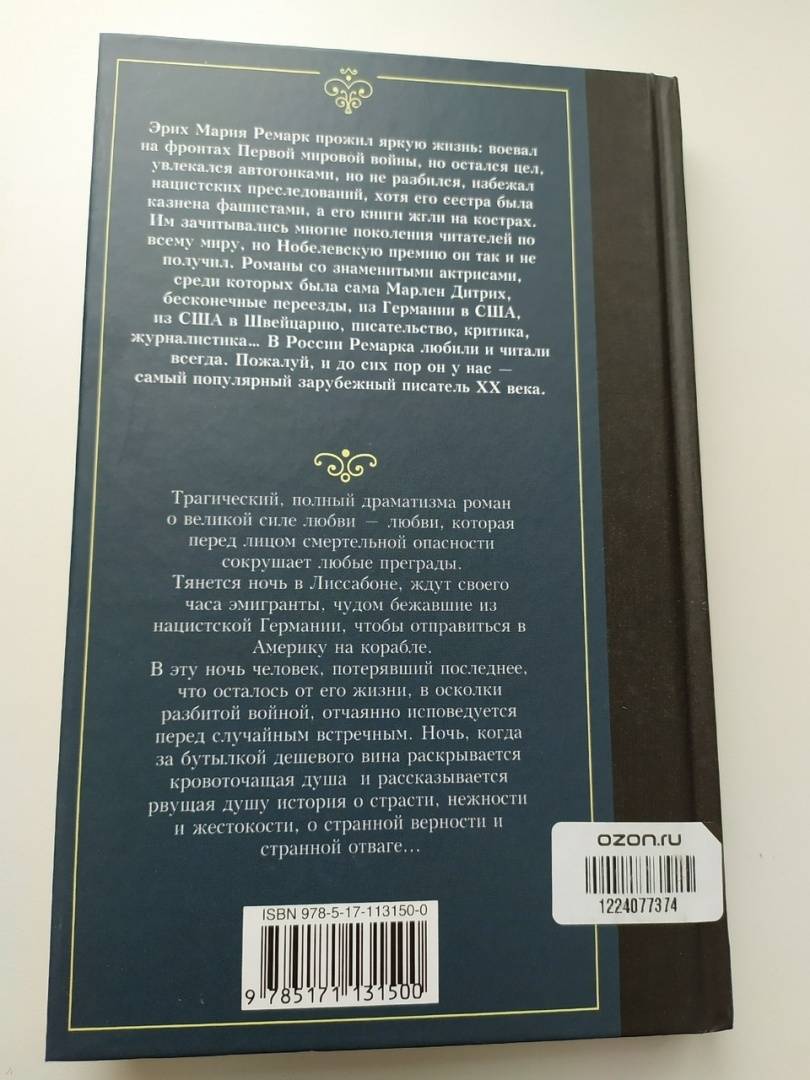 Эрих Мария Ремарк прожил яркую жизнь: воевал
на фронтах Первой мировой войны, но остался цел,
увлекался автогонками, но не разбился, избежал
нацистских преследований, хотя его сестра была
казнена фашистами, а его книги жгли на кострах.
Им зачитывались многие поколения читателей по
всему миру, но Нобелевскую премию он так и не
получил. Романы со знаменитыми актрисами,
среди которых была сама Марлен Дитрих,
бесконечные переезды, из Германии в США,
из США в Швейцарию, писательство, критика,
журналистика... В России Ремарка любили и читали
всегда. Пожалуй, и до сих пор он у нас —
самый популярный зарубежный писатель XX века.
Трагический, полный драматизма роман
о великой силе любви — любви, которая
перед лицом смертельной опасности
сокрушает любые преграды.
Тянется ночь в Лиссабоне, ждут своего
часа эмигранты, чудом бежавшие из
нацистской Германии, чтобы отправиться в
Америку на корабле.
В эту ночь человек, потерявший последнее,
что осталось от его жизни, в осколки
разбитой войной, отчаянно исповедуется
перед случайным встречным. Ночь, когда
за бутылкой дешевого вина раскрывается
кровоточащая душа и рассказывается
рвущая душу история о страсти, нежности
и жестокости, о странной верности и
странной отваге...
ozon.ru
1224077374
ISBN 978-5-17-113150-0
9 785171 131500